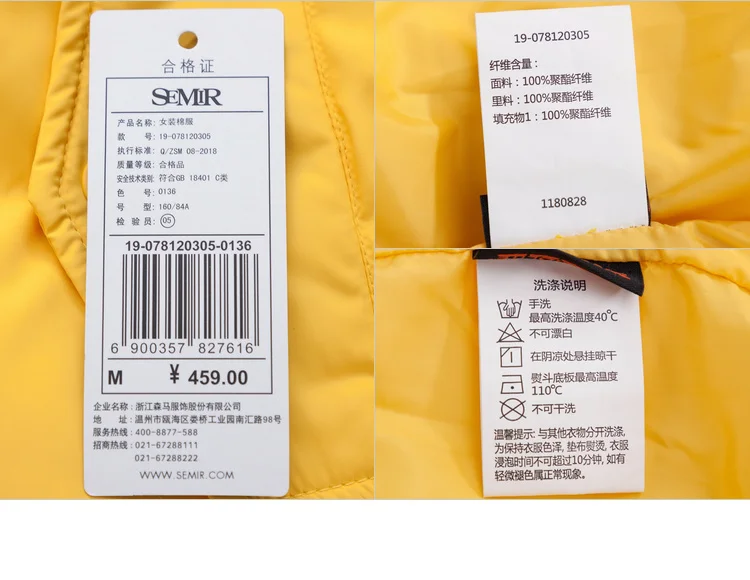 合格证
SEMIR
产品名称: 女装棉服
款 号: 19-078120305
执行标准: Q/ZSM 08-2018
质量等级: 合格品
安全技术类别: 符合GB 18401 C类
色 号: 0136
号 型: 160/84A
检 验 员: 05
19-078120305-0136
6 900357 827616
M ¥ 459.00
企业名称: 浙江森马服饰股份有限公司
地 址: 温州市瓯海区娄桥工业园南汇路98号
服务热线: 400-8877-588
招商热线: 021-67288111
021-67288222
WWW.SEMIR.COM
19-078120305
纤维含量:
面料: 100%聚酯纤维
里料: 100%聚酯纤维
填充物1: 100%聚酯纤维
1180828
洗涤说明
手洗
最高洗涤温度40℃
不可漂白
在阴凉处悬挂晾干
熨斗底板最高温度
110℃
不可干洗
温馨提示: 与其他衣物分开洗涤,
为保持衣服色泽, 垫布熨烫, 衣服
浸泡时间不可超过10分钟, 如有
轻微褪色属正常现象。